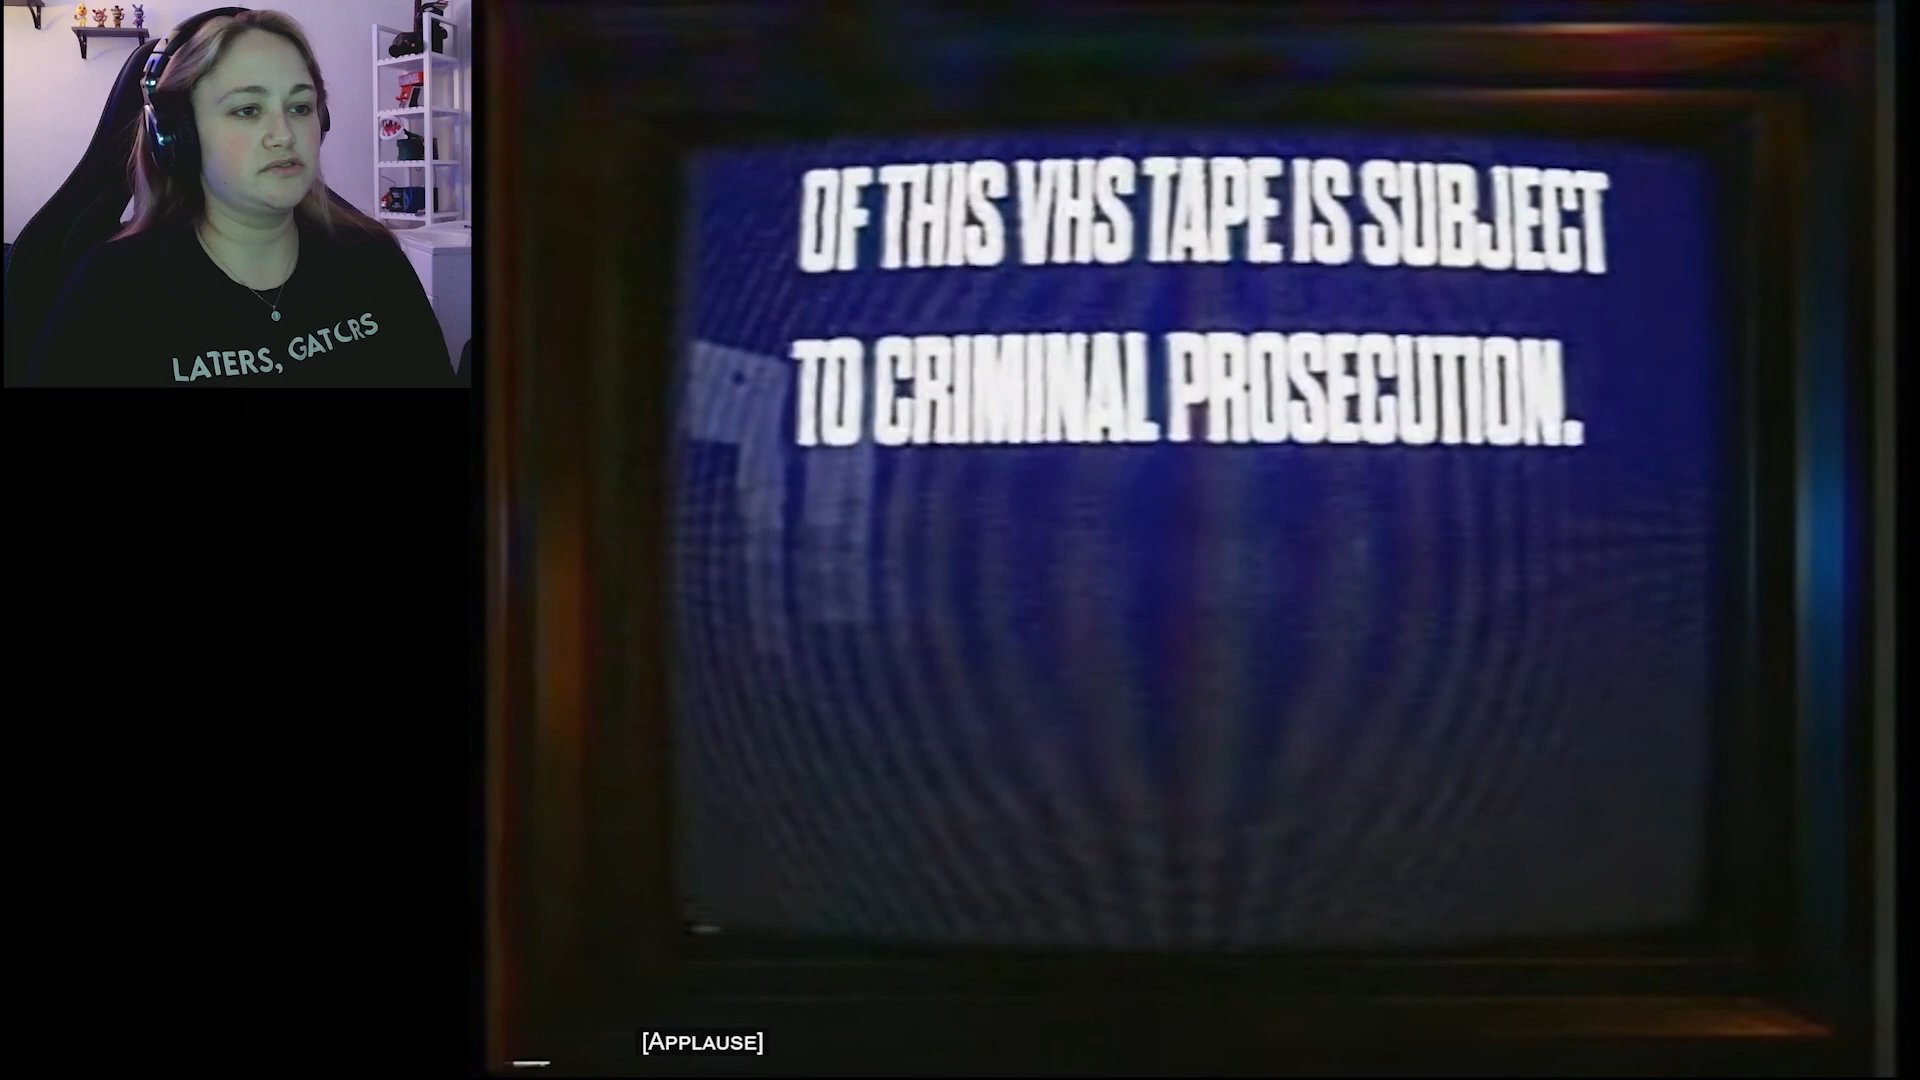 OF THIS VHS TAPE IS SUBJECT
TO CRIMINAL PROSECUTION.
LATERS, GATORS
[APPLAUSE]